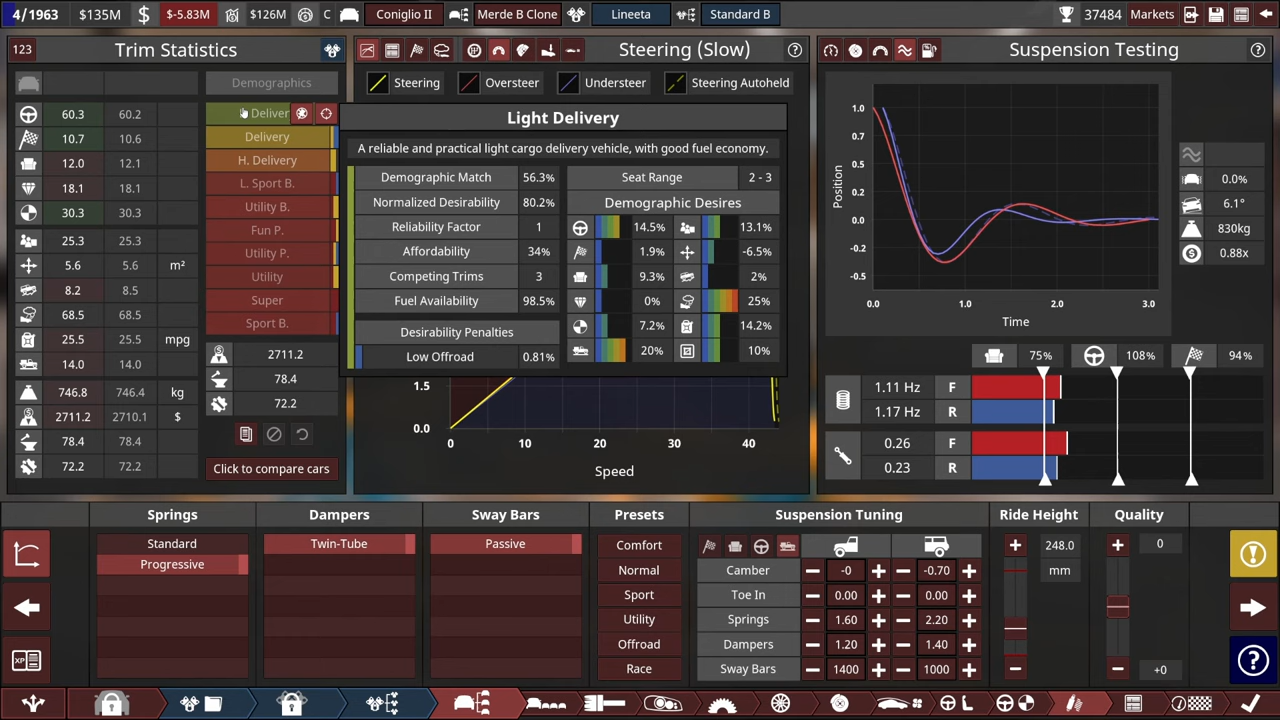 4/1963 $135M $-5.83M $126M C Coniglio II Merde B Clone Lineeta Standard B 37484 Markets
123 Trim Statistics
Demographics
60.3 60.2
10.7 10.6
12.0 12.1
18.1 18.1
30.3 30.3
25.3 25.3
5.6 5.6 m²
8.2 8.5
68.5 68.5
25.5 25.5 mpg
14.0 14.0
746.8 746.4 kg
2711.2 2710.1 $
78.4 78.4
72.2 72.2
Deliver
Delivery
H. Delivery
L. Sport B.
Utility B.
Fun P.
Utility P.
Utility
Super
Sport B.
2711.2
78.4
72.2
Click to compare cars
Steering (Slow) ?
Steering Oversteer Understeer Steering Autoheld
Light Delivery
A reliable and practical light cargo delivery vehicle, with good fuel economy.
Demographic Match 56.3%
Normalized Desirability 80.2%
Reliability Factor 1
Affordability 34%
Competing Trims 3
Fuel Availability 98.5%
Desirability Penalties
Low Offroad 0.81%
Seat Range 2 - 3
Demographic Desires
14.5% 13.1%
1.9% -6.5%
9.3% 2%
0% 25%
7.2% 14.2%
20% 10%
1.5
0.0
0 10 20 30 40
Speed
Suspension Testing ?
Position
1.0
0.7
0.5
0.2
0.0
-0.2
-0.5
0.0 1.0 2.0 3.0
Time
0.0%
6.1°
830kg
0.88x
75% 108% 94%
1.11 Hz F
1.17 Hz R
0.26 F
0.23 R
Springs
Standard
Progressive
Dampers
Twin-Tube
Sway Bars
Passive
Presets
Comfort
Normal
Sport
Utility
Offroad
Race
Suspension Tuning
Camber - -0 + - -0.70 +
Toe In - 0.00 + - 0.00 +
Springs - 1.60 + - 2.20 +
Dampers - 1.20 + - 1.40 +
Sway Bars - 1400 + - 1000 +
Ride Height
+ 248.0
mm
-
Quality
+ 0
- +0
XP
?